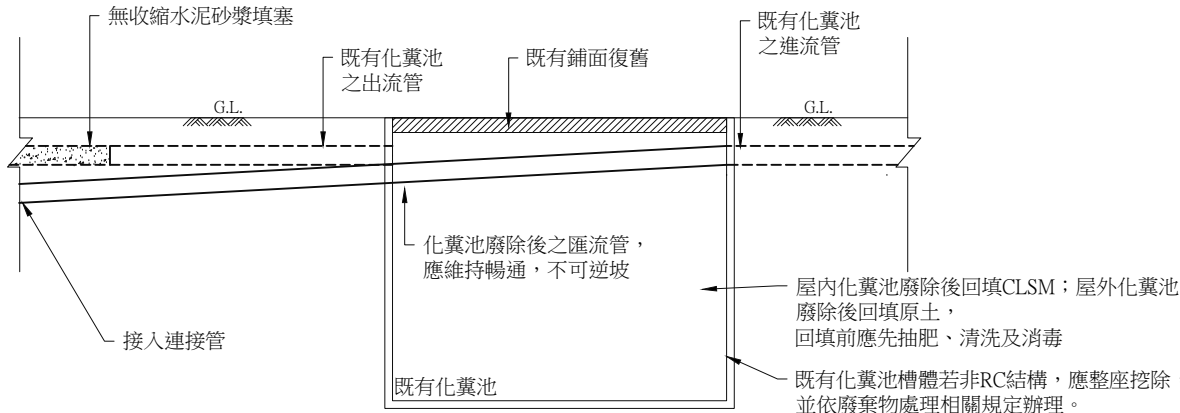 無收縮水泥砂漿填塞
既有化糞池
之出流管
既有鋪面復舊
既有化糞池
之進流管
G.L.
G.L.
化糞池廢除後之匯流管，
應維持暢通，不可逆坡
接入連接管
屋內化糞池廢除後回填CLSM；屋外化糞池
廢除後回填原土，
回填前應先抽肥、清洗及消毒
既有化糞池
既有化糞池槽體若非RC結構，應整座挖除
並依廢棄物處理相關規定辦理。